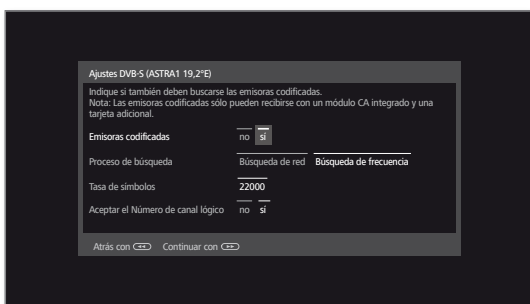 Ajustes DVB-S (ASTRA1 19,2°E)
Indique si también deben buscarse las emisoras codificadas.
Nota: Las emisoras codificadas sólo pueden recibirse con un módulo CA integrado y una
tarjeta adicional.
Emisoras codificadas no sí
Proceso de búsqueda Búsqueda de red Búsqueda de frecuencia
Tasa de símbolos 22000
Aceptar el Número de canal lógico no sí
Atrás con Continuar con